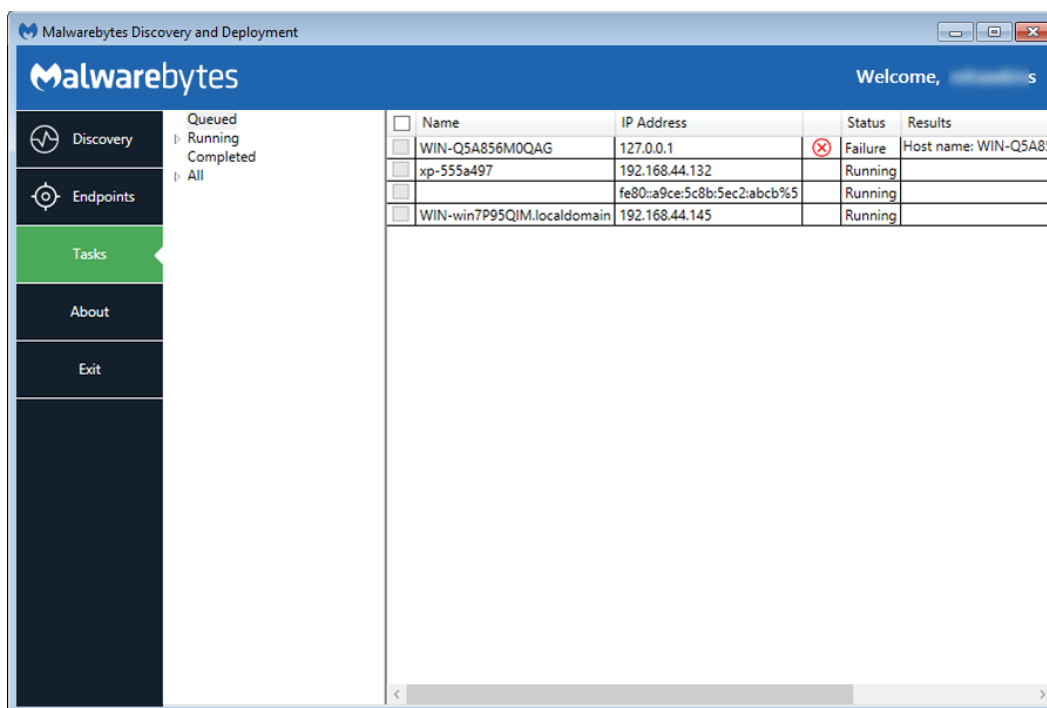 Malwarebytes Discovery and Deployment
Malwarebytes
Welcome, s
Discovery
Endpoints
Tasks
About
Exit
Queued
Running
Completed
All
Name IP Address Status Results
WIN-Q5A856M0QAG 127.0.0.1 Failure Host name: WIN-Q5A8
xp-555a497 192.168.44.132 Running
fe80::a9ce:5c8b:5ec2:abcb%5 Running
WIN-win7P95QIM.localdomain 192.168.44.145 Running